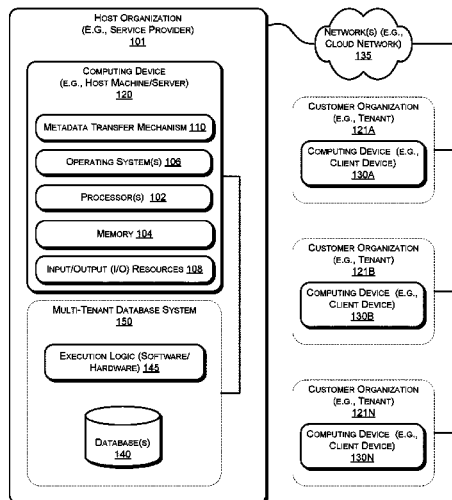 HOST ORGANIZATION
(E.G., SERVICE PROVIDER)
101
COMPUTING DEVICE
(E.G., HOST MACHINE/SERVER)
120
METADATA TRANSFER MECHANISM 110
OPERATING SYSTEM(S) 106
PROCESSOR(S) 102
MEMORY 104
INPUT/OUTPUT (I/O) RESOURCES 108
MULTI-TENANT DATABASE SYSTEM
150
EXECUTION LOGIC (SOFTWARE/
HARDWARE) 145
DATABASE(S)
140
NETWORK(S) (E.G.,
CLOUD NETWORK)
135
CUSTOMER ORGANIZATION
(E.G., TENANT)
121A
COMPUTING DEVICE (E.G.,
CLIENT DEVICE)
130A
CUSTOMER ORGANIZATION
(E.G., TENANT)
121B
COMPUTING DEVICE (E.G.,
CLIENT DEVICE)
130B
CUSTOMER ORGANIZATION
(E.G., TENANT)
121N
COMPUTING DEVICE (E.G.,
CLIENT DEVICE)
130N